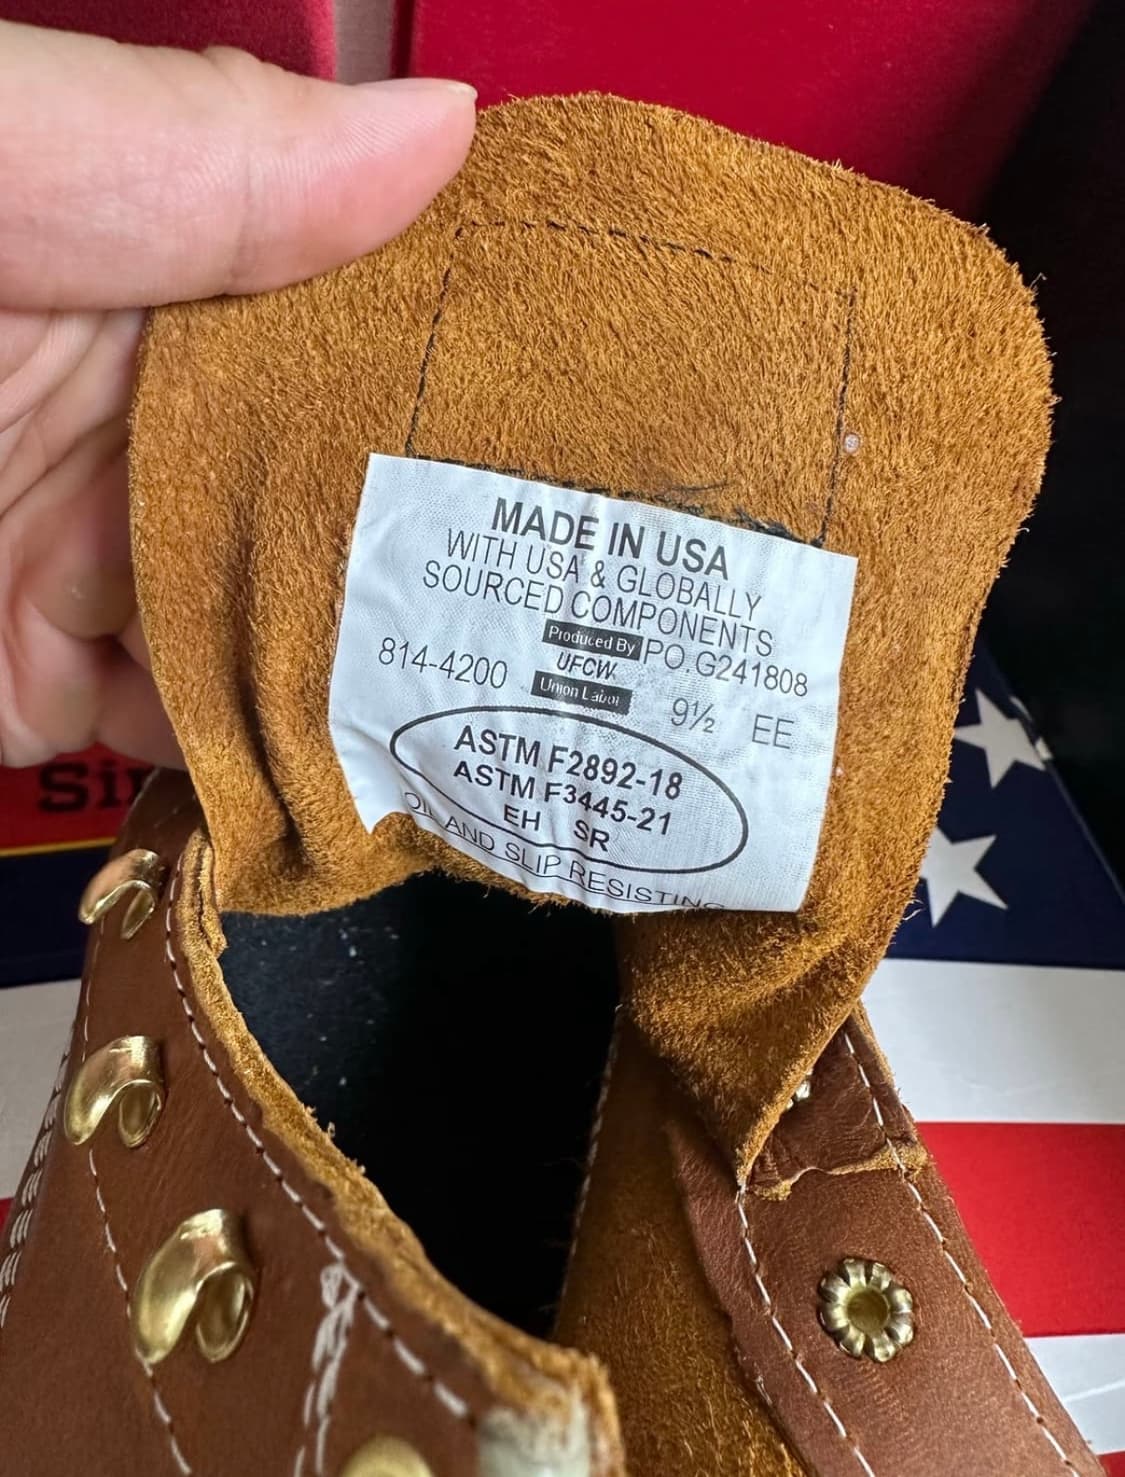 MADE IN USA
WITH USA & GLOBALLY
SOURCED COMPONENTS
Produced By
PO.G241808
814-4200
UFCW
Union Labor
9½ EE
ASTM F2892-18
ASTM F3445-21
EH SR
OIL AND SLIP RESISTING
Sin